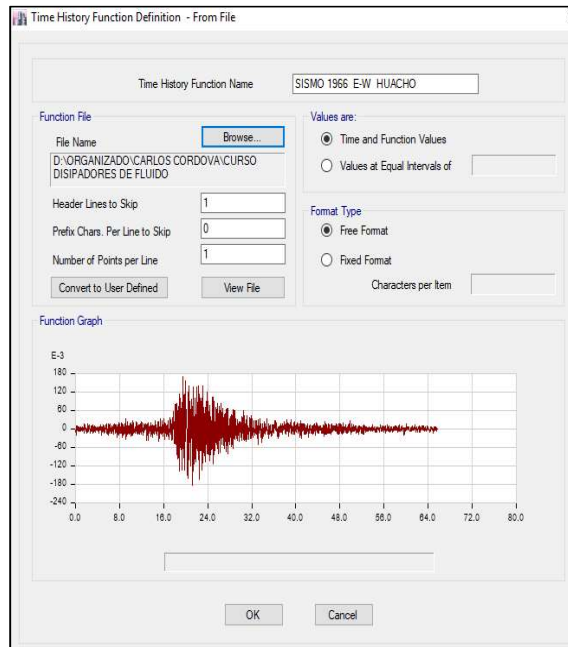 Time History Function Definition - From File
Time History Function Name
SISMO 1966 E-W HUACHO
Function File
File Name
Browse...
D:\ORGANIZADO\CARLOS CORDOVA\CURSO
DISIPADORES DE FLUIDO
Header Lines to Skip
1
Prefix Chars. Per Line to Skip
0
Number of Points per Line
1
Convert to User Defined
View File
Values are:
Time and Function Values
Values at Equal Intervals of
Format Type
Free Format
Fixed Format
Characters per Item
Function Graph
E-3
180
120
60
0
-60
-120
-180
-240
0.0 8.0 16.0 24.0 32.0 40.0 48.0 56.0 64.0 72.0 80.0
OK
Cancel